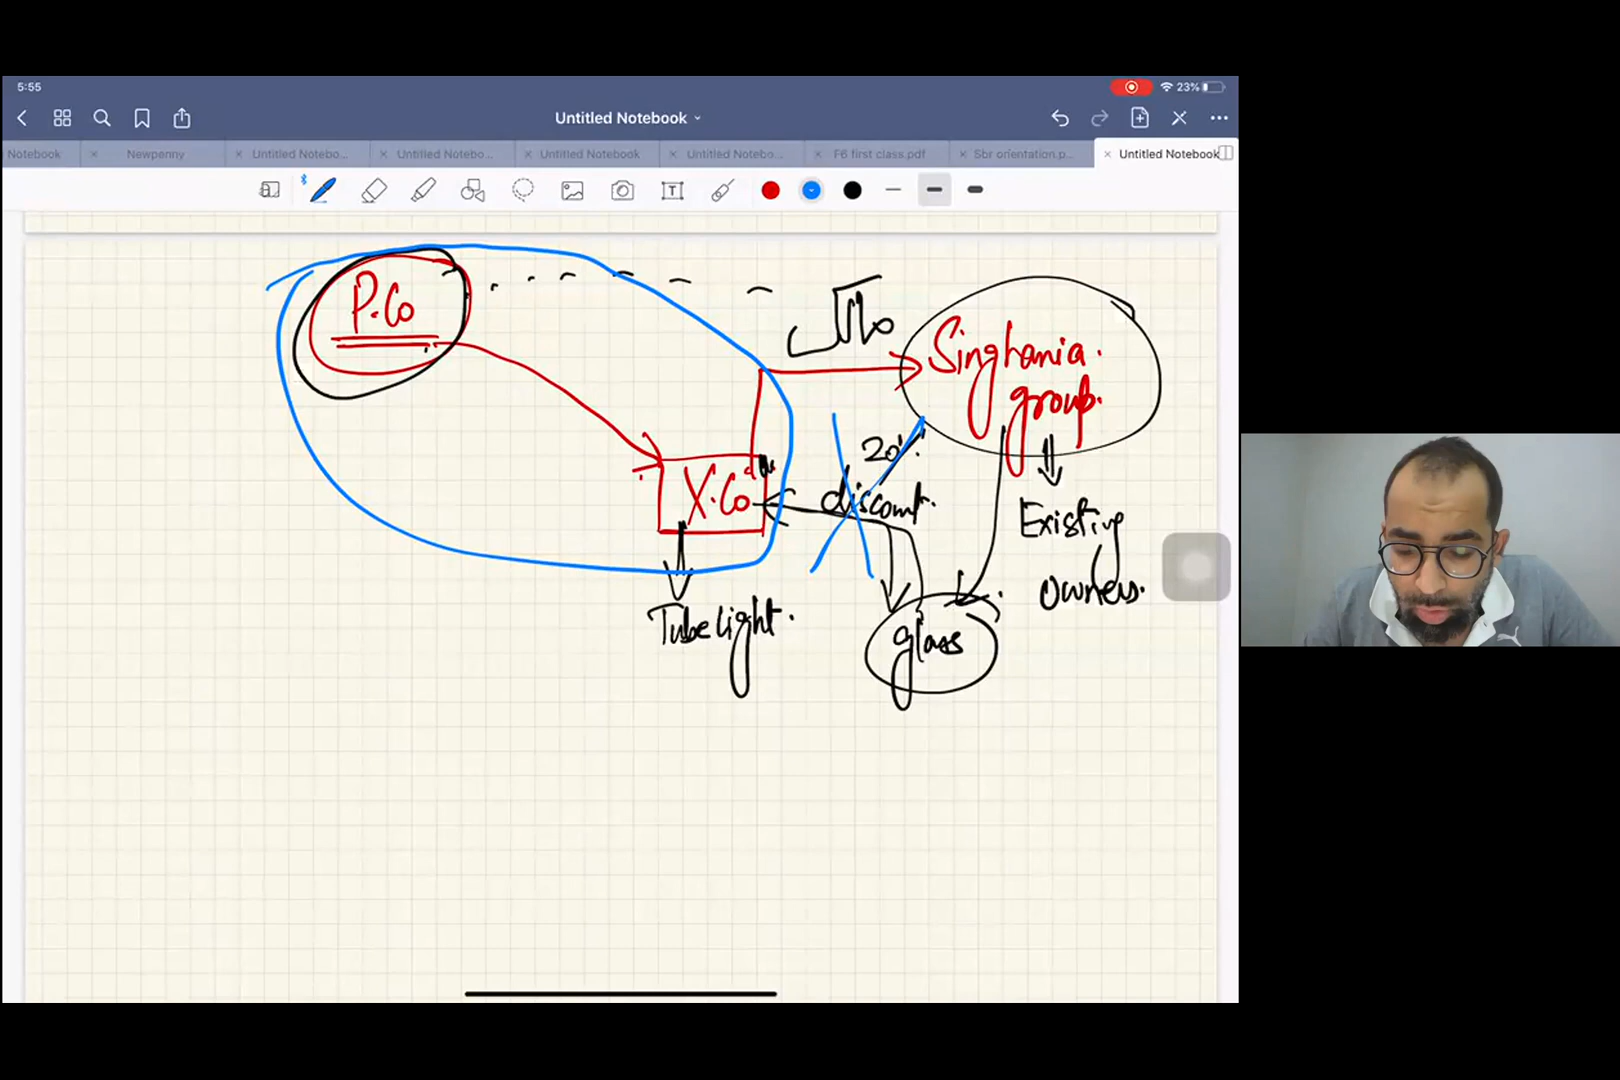 5:55
23%
Untitled Notebook
Notebook
Newpenny
Untitled Notebo...
Untitled Notebo...
Untitled Notebook
Untitled Notebo...
F6 first class.pdf
Sbr orientation.p...
Untitled Notebook
P.Co
Singhania
group.
20%
X.Co
discount.
Existing
owners.
Tubelight.
glass